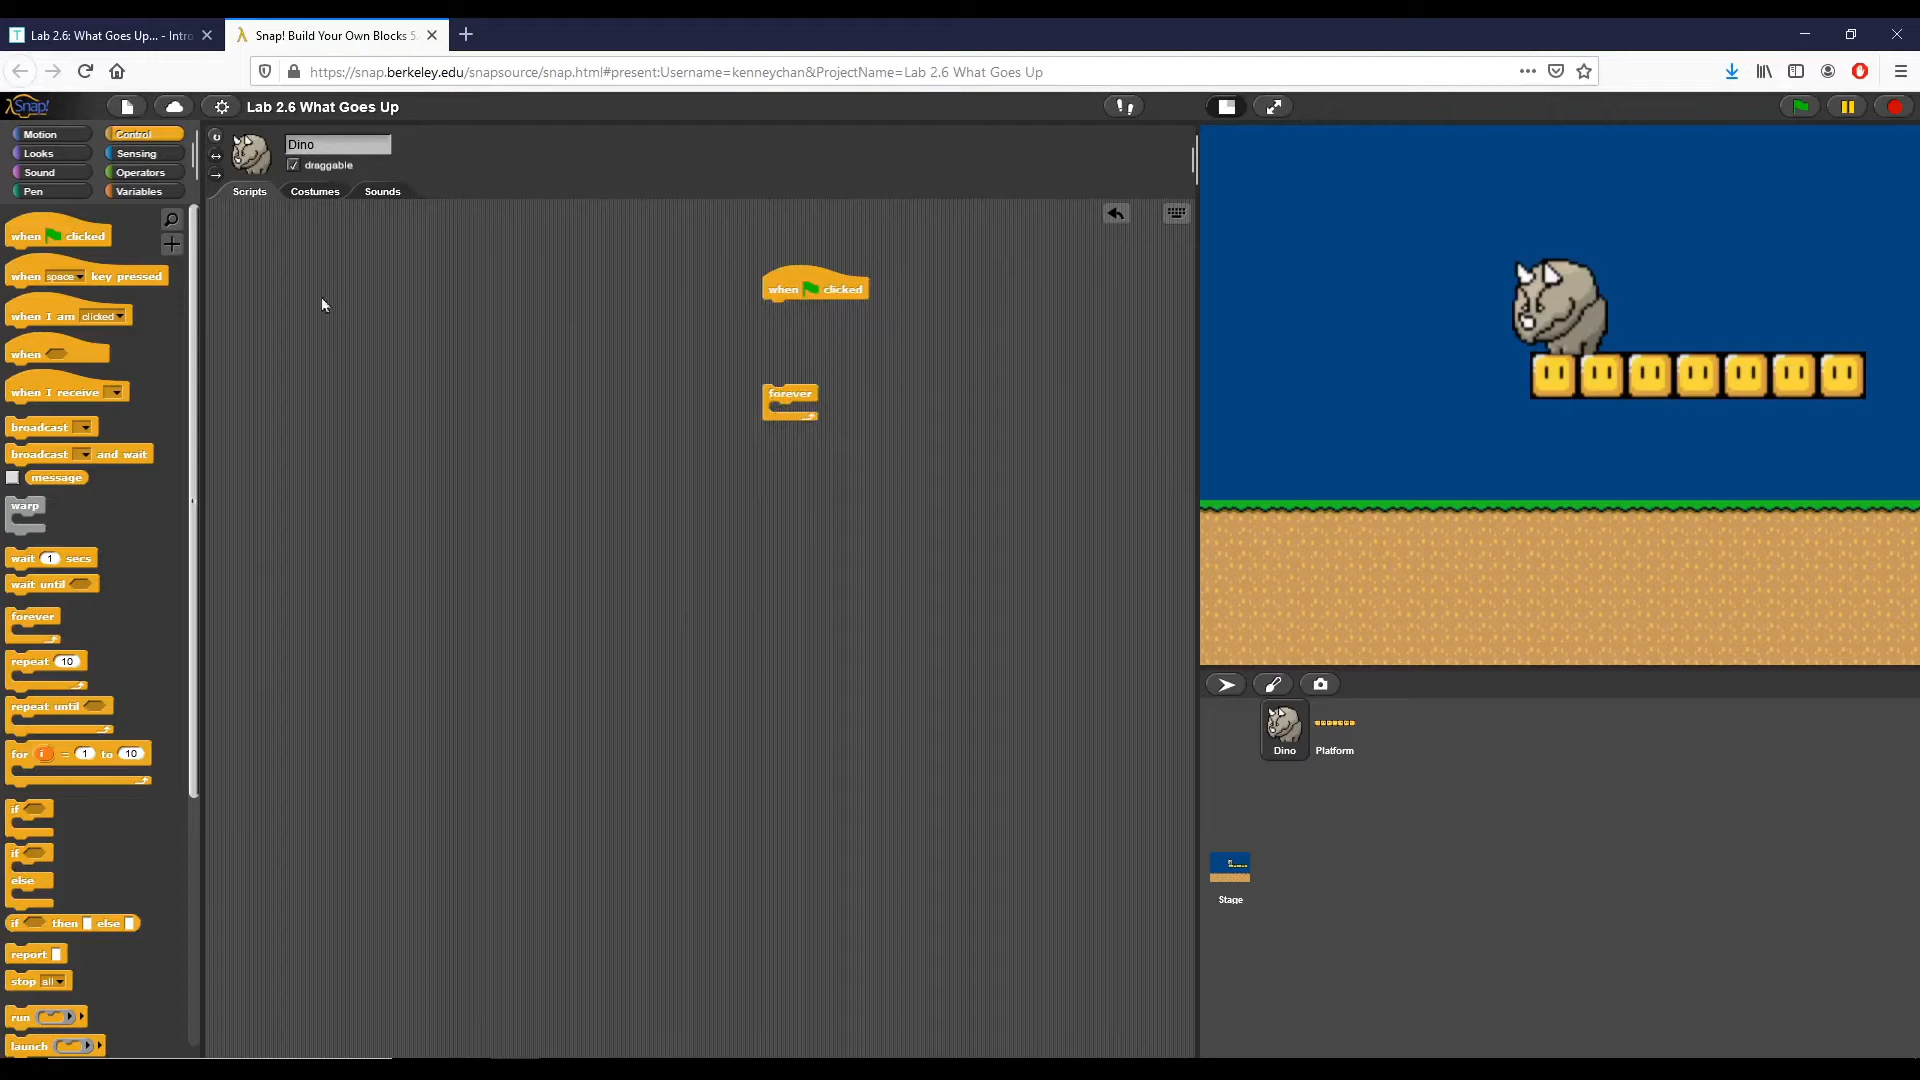 Lab 2.6: What Goes Up... - Intro
Snap! Build Your Own Blocks 5.
https://snap.berkeley.edu/snapsource/snap.html#present:Username=kenneychan&ProjectName=Lab 2.6 What Goes Up
Snap!
Lab 2.6 What Goes Up
Motion
Control
Looks
Sensing
Sound
Operators
Pen
Variables
Dino
draggable
Scripts
Costumes
Sounds
when clicked
when space key pressed
when I am clicked
when
when I receive
broadcast
broadcast and wait
message
warp
wait 1 secs
wait until
forever
repeat 10
repeat until
for i = 1 to 10
if
if
else
if then else
report
stop all
run
launch
when clicked
forever
Dino
Platform
Stage